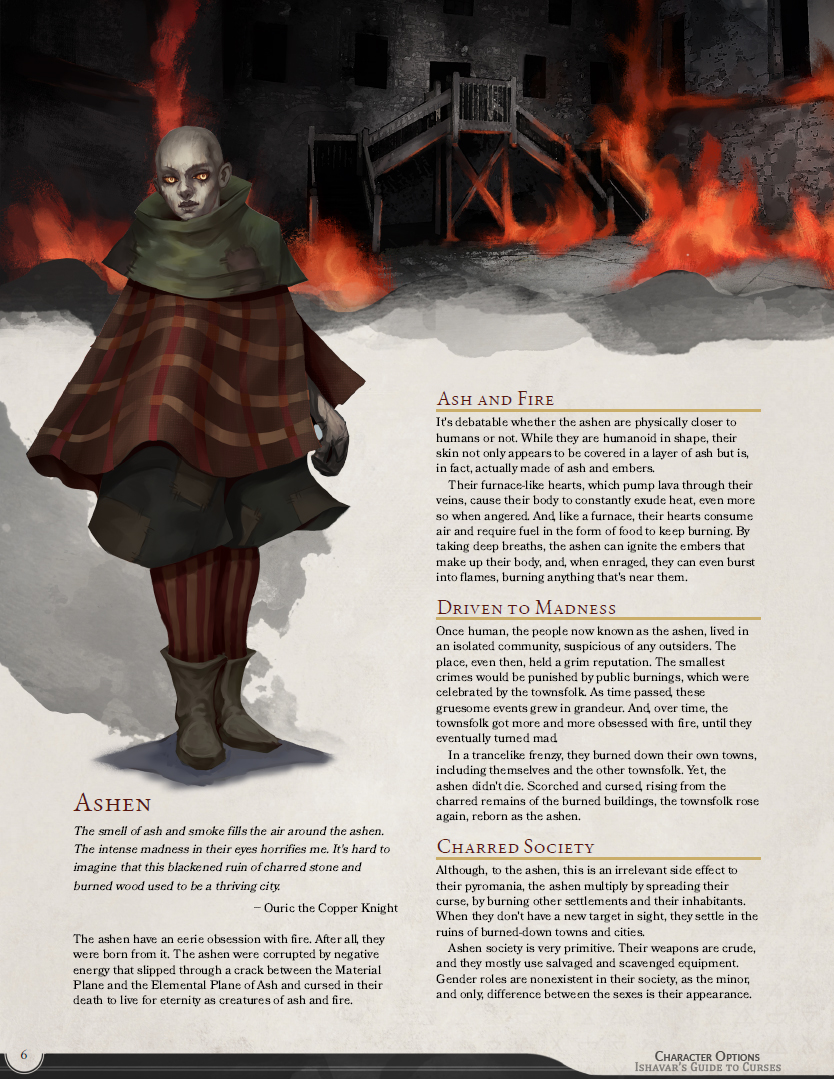 Ashen
The smell of ash and smoke fills the air around the ashen.
The intense madness in their eyes horrifies me. It's hard to
imagine that this blackened ruin of charred stone and
burned wood used to be a thriving city.
– Ouric the Copper Knight
The ashen have an eerie obsession with fire. After all, they
were born from it. The ashen were corrupted by negative
energy that slipped through a crack between the Material
Plane and the Elemental Plane of Ash and cursed in their
death to live for eternity as creatures of ash and fire.
Ash and Fire
It's debatable whether the ashen are physically closer to
humans or not. While they are humanoid in shape, their
skin not only appears to be covered in a layer of ash but is,
in fact, actually made of ash and embers.
Their furnace-like hearts, which pump lava through their
veins, cause their body to constantly exude heat, even more
so when angered. And, like a furnace, their hearts consume
air and require fuel in the form of food to keep burning. By
taking deep breaths, the ashen can ignite the embers that
make up their body, and, when enraged, they can even burst
into flames, burning anything that's near them.
Driven to Madness
Once human, the people now known as the ashen, lived in
an isolated community, suspicious of any outsiders. The
place, even then, held a grim reputation. The smallest
crimes would be punished by public burnings, which were
celebrated by the townsfolk. As time passed, these
gruesome events grew in grandeur. And, over time, the
townsfolk got more and more obsessed with fire, until they
eventually turned mad.
In a trancelike frenzy, they burned down their own towns,
including themselves and the other townsfolk. Yet, the
ashen didn't die. Scorched and cursed, rising from the
charred remains of the burned buildings, the townsfolk rose
again, reborn as the ashen.
Charred Society
Although, to the ashen, this is an irrelevant side effect to
their pyromania, the ashen multiply by spreading their
curse, by burning other settlements and their inhabitants.
When they don't have a new target in sight, they settle in the
ruins of burned-down towns and cities.
Ashen society is very primitive. Their weapons are crude,
and they mostly use salvaged and scavenged equipment.
Gender roles are nonexistent in their society, as the minor,
and only, difference between the sexes is their appearance.
6
Character Options
Ishavar's Guide to Curses